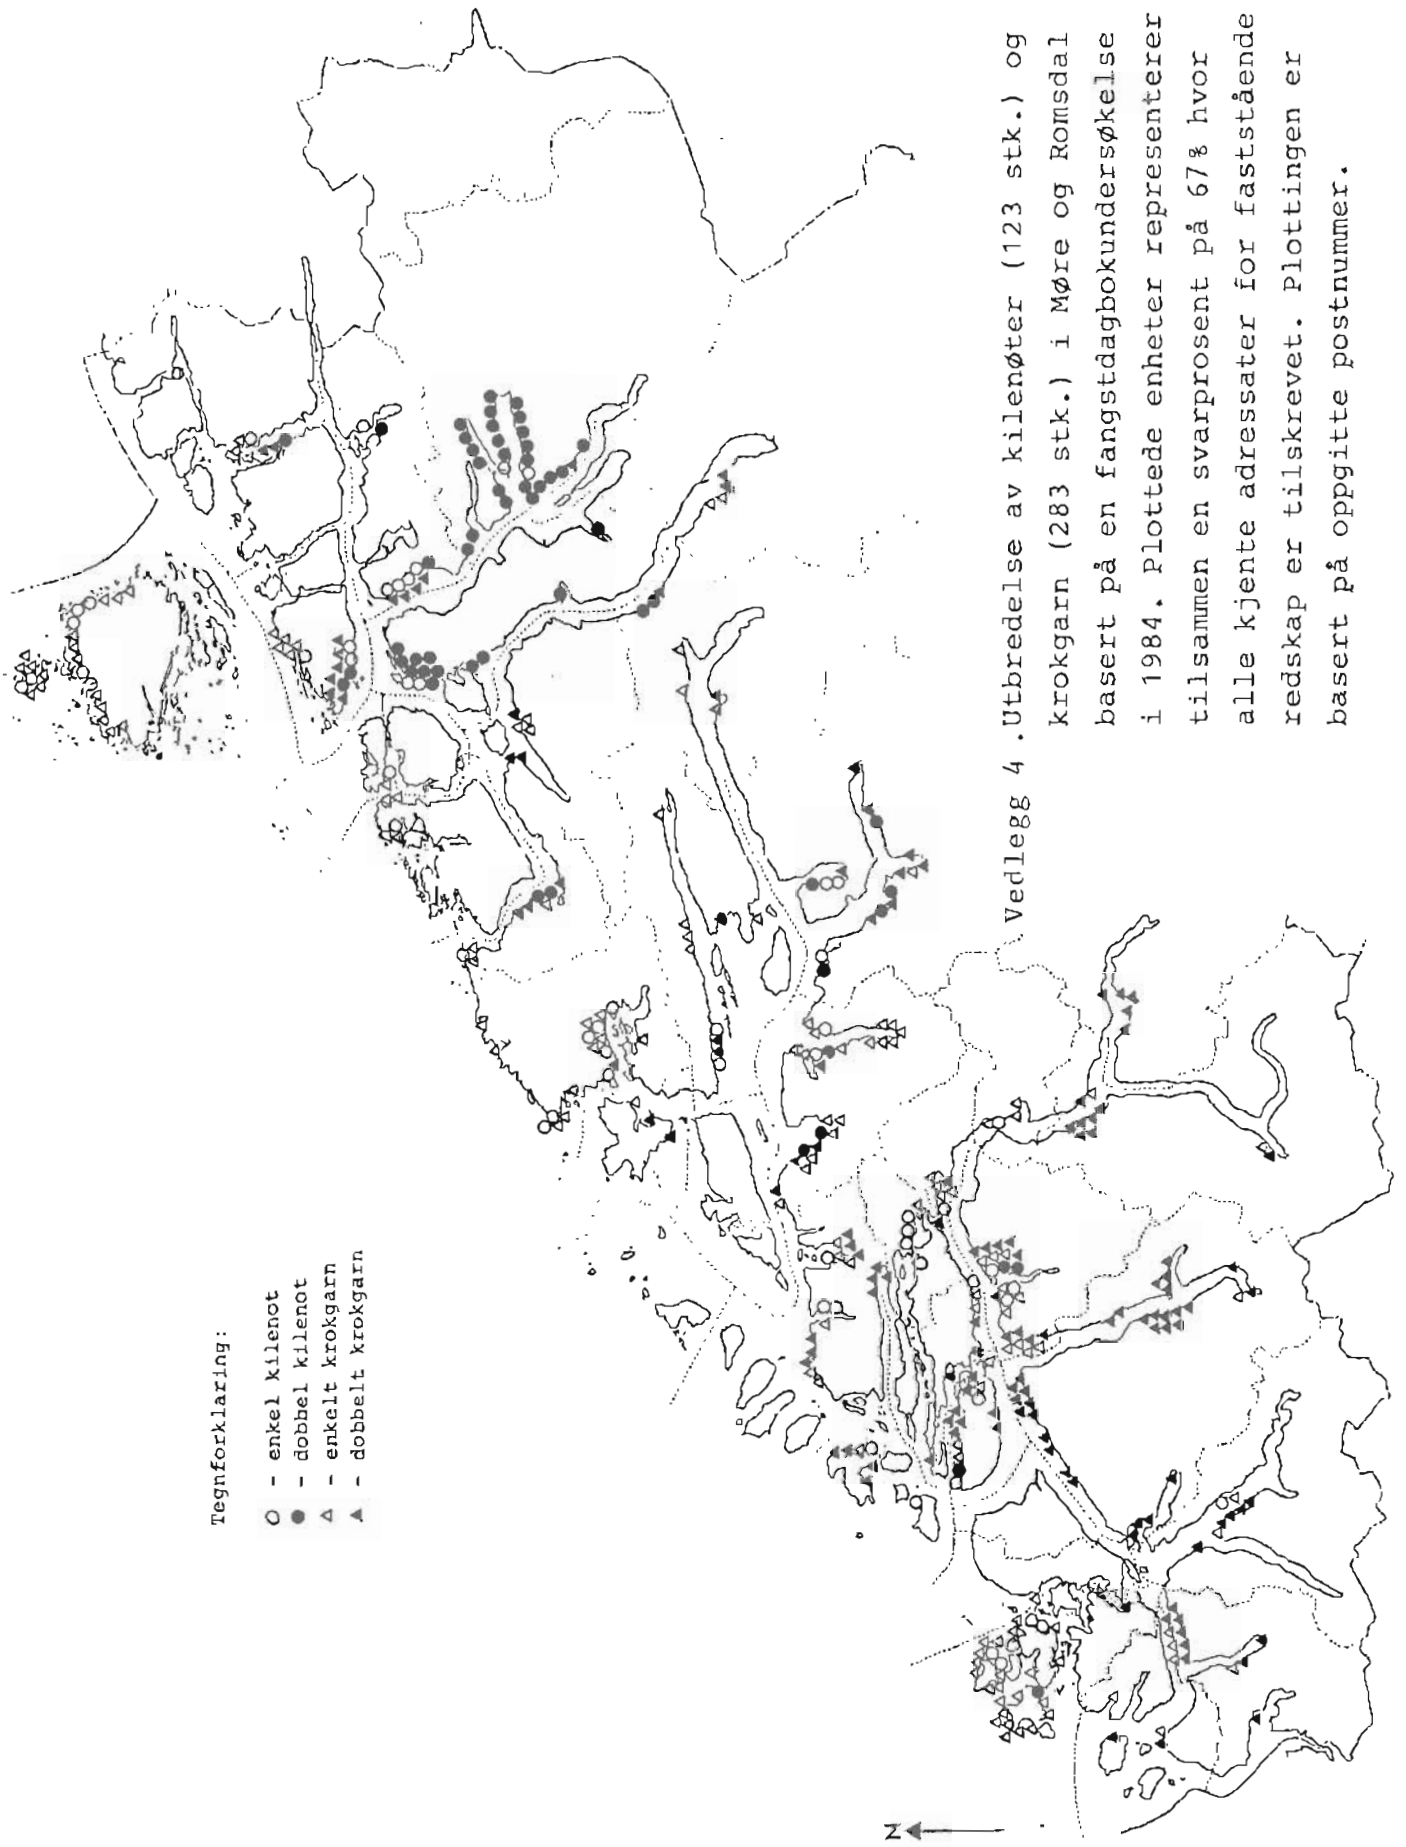 Tegnforklaring:
O - enkel kilenot
● - dobbel kilenot
△ - enkelt krokgarn
▲ - dobbelt krokgarn
N
Vedlegg 4 .Utbredelse av kilenøter (123 stk.) og
krokgarn (283 stk.) i Møre og Romsdal
basert på en fangstdagbokundersøkelse
i 1984. Plottede enheter representerer
tilsammen en svarprosent på 67% hvor
alle kjente adressater for faststående
redskap er tilskrevet. Plottingen er
basert på oppgitte postnummer.